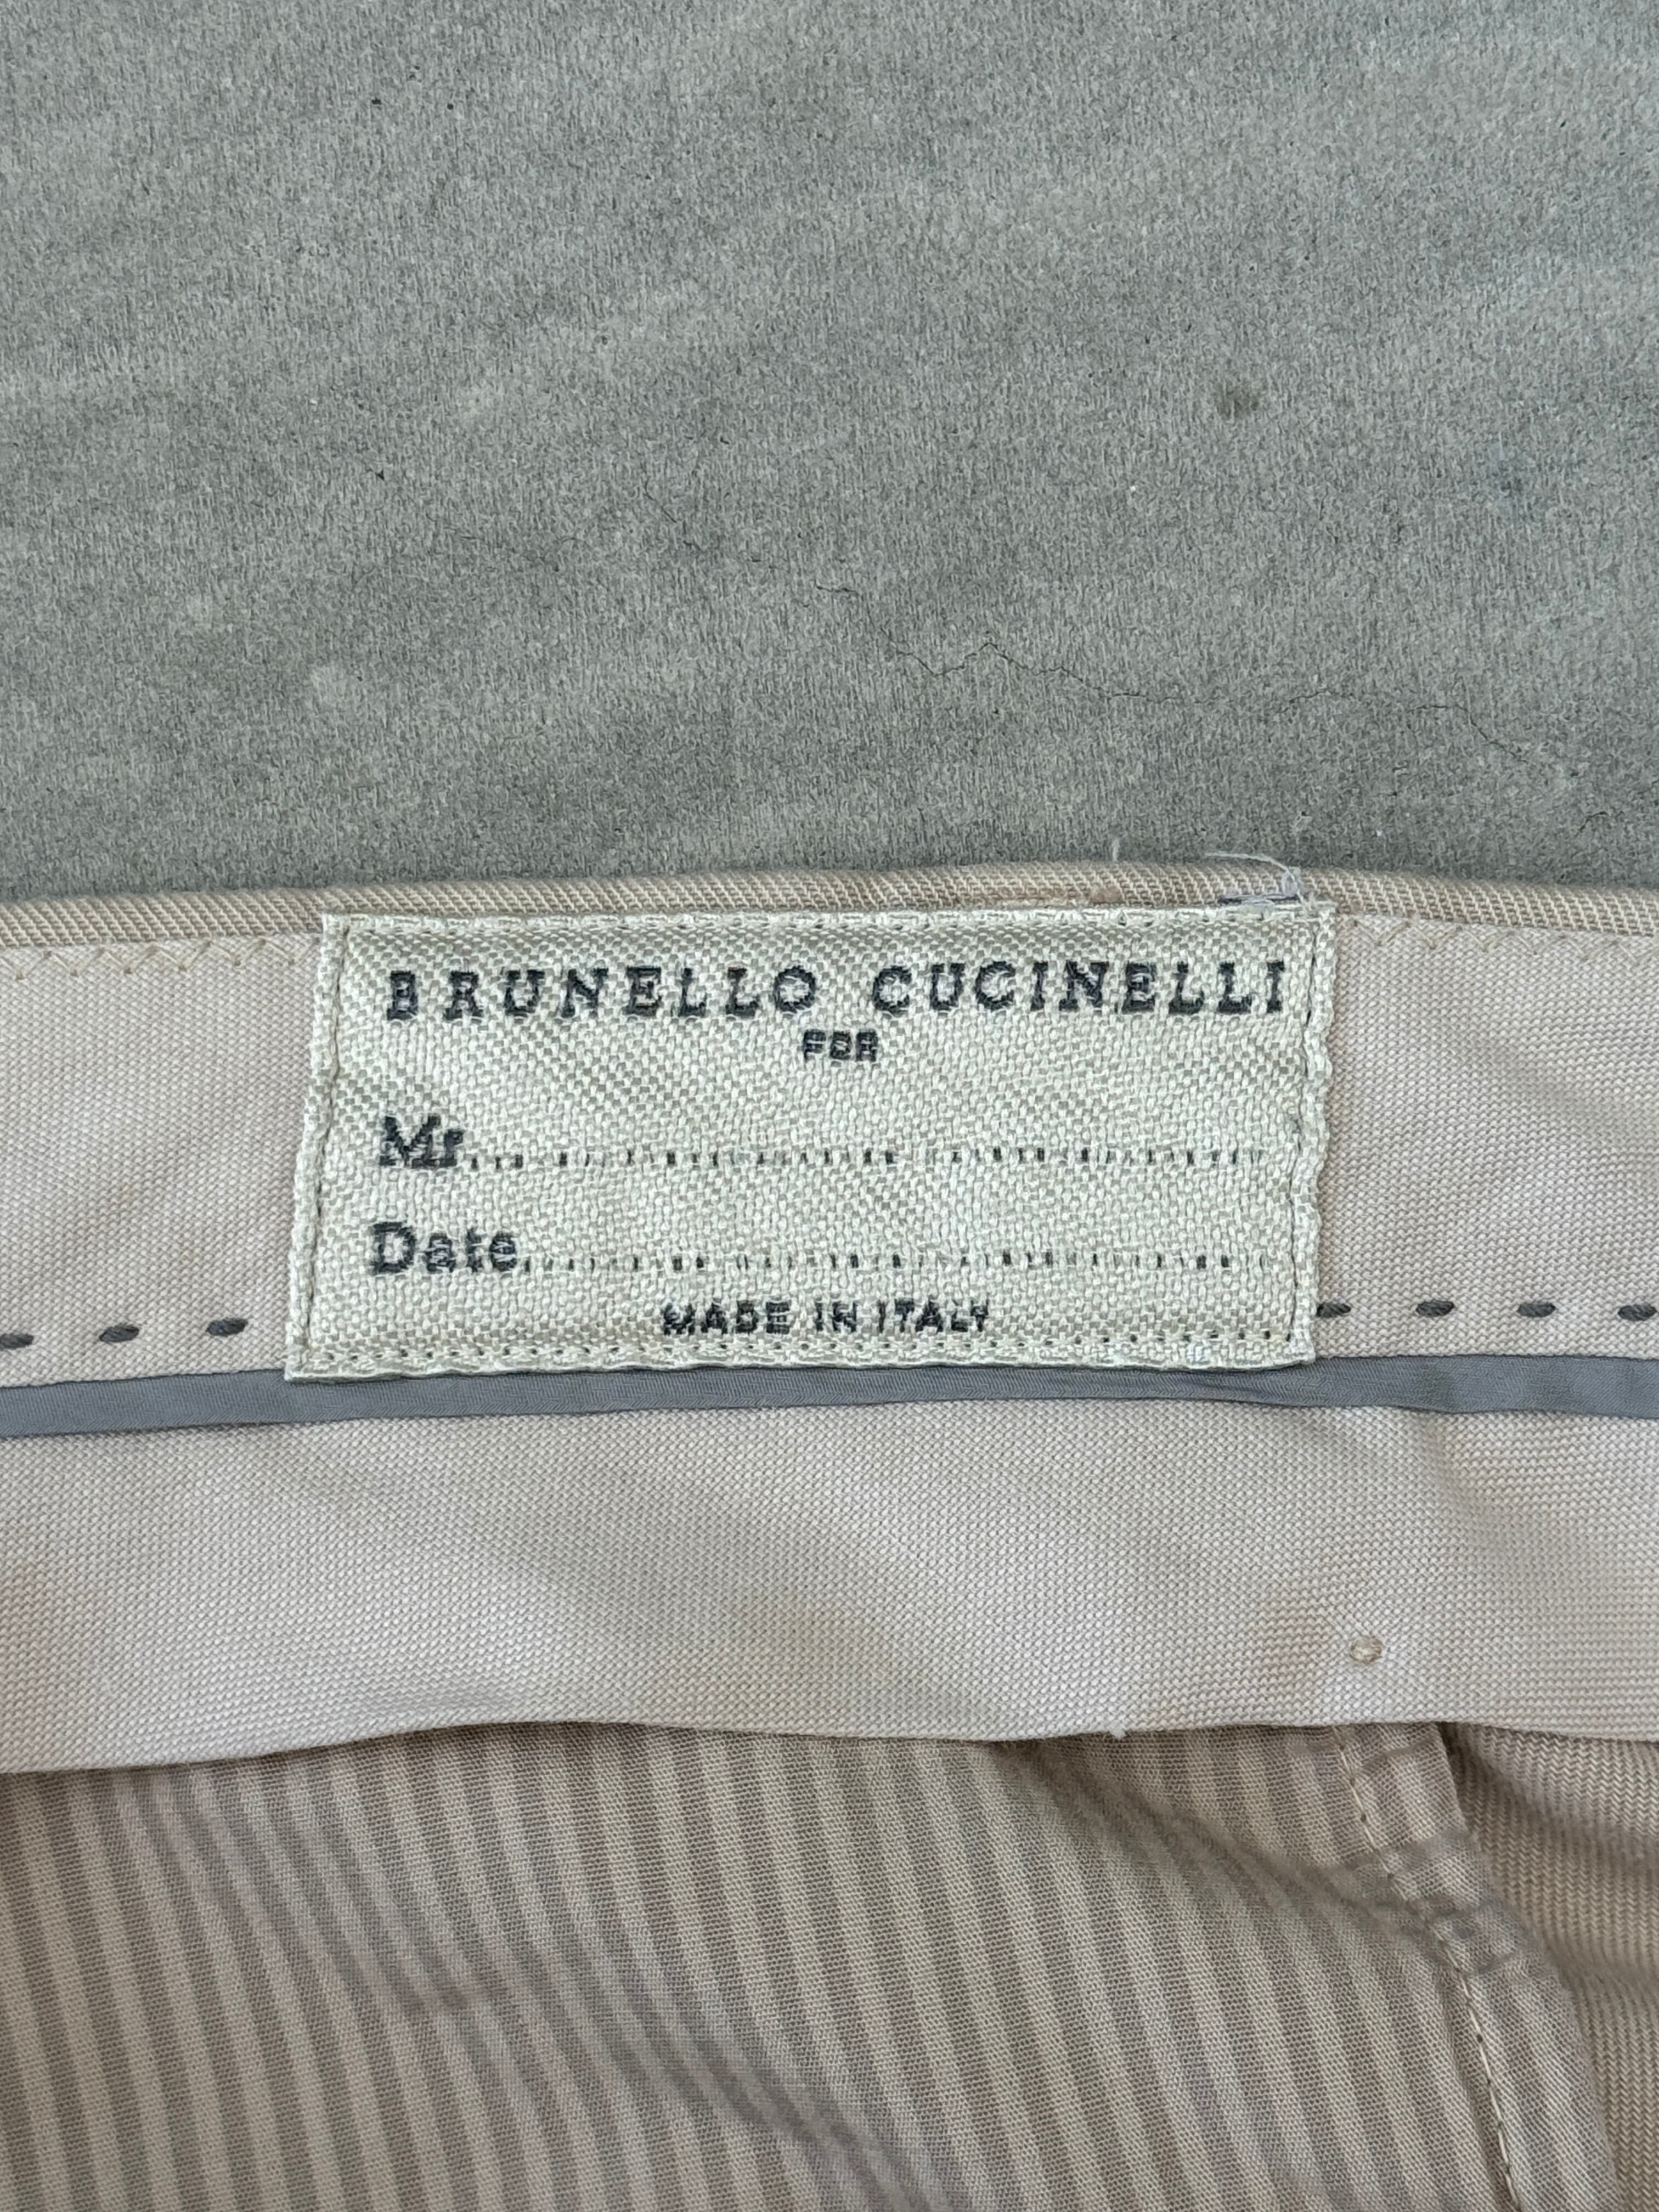 BRUNELLO CUCINELLI
FOR
Mr...............................................
Date...............................................
MADE IN ITALY